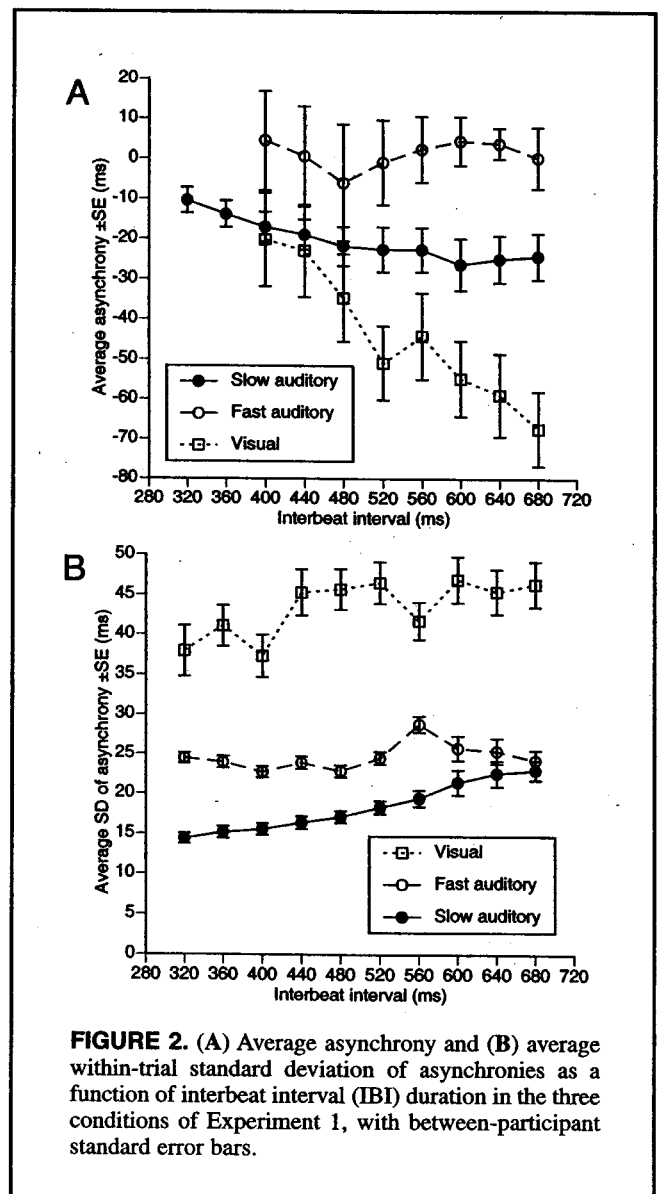 A
20
10
0
-10
-20
-30
-40
-50
-60
-70
-80
Average asynchrony ±SE (ms)
Slow auditory
Fast auditory
Visual
280 320 360 400 440 480 520 560 600 640 680 720
Interbeat interval (ms)
B
50
45
40
35
30
25
20
15
10
5
0
Average SD of asynchrony ±SE (ms)
Visual
Fast auditory
Slow auditory
280 320 360 400 440 480 520 560 600 640 680 720
Interbeat interval (ms)
FIGURE 2. (A) Average asynchrony and (B) average
within-trial standard deviation of asynchronies as a
function of interbeat interval (IBI) duration in the three
conditions of Experiment 1, with between-participant
standard error bars.